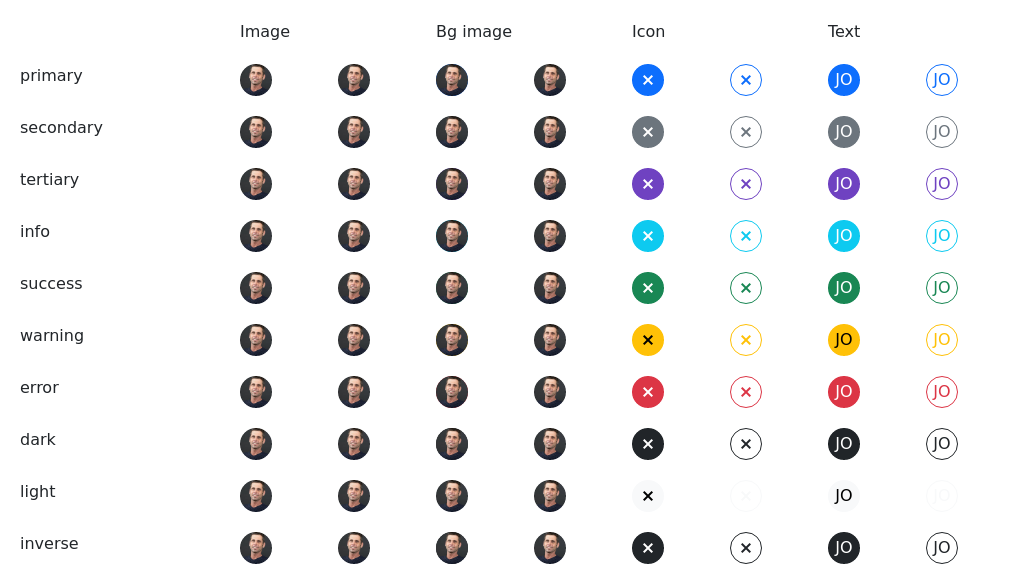 Image Bg image Icon Text
primary JO JO
secondary JO JO
tertiary JO JO
info JO JO
success JO JO
warning JO JO
error JO JO
dark JO JO
light JO JO
inverse JO JO